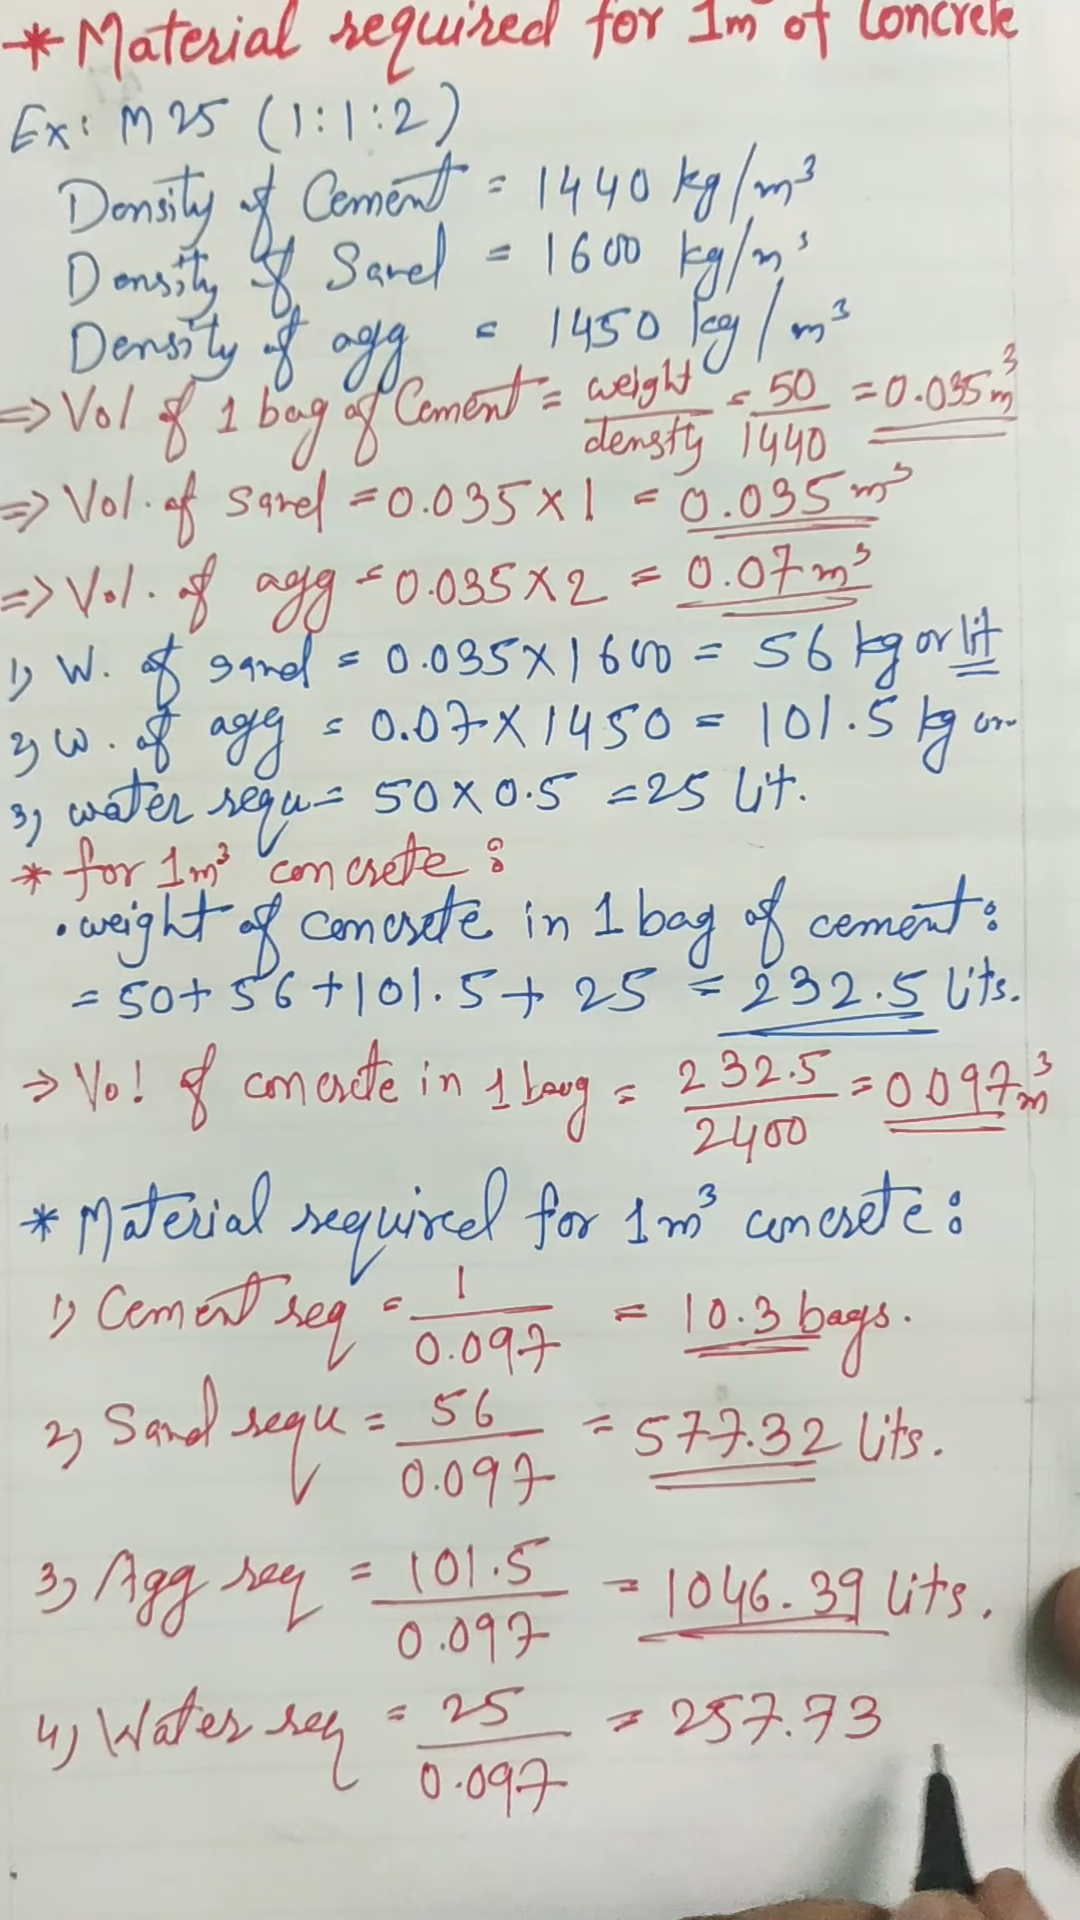 * Material required for 1m³ of Concrete
Ex: M25 (1:1:2)
Density of Cement = 1440 kg/m³
Density of Sand = 1600 kg/m³
Density of agg = 1450 kg/m³
=> Vol of 1 bag of Cement = weight/density = 50/1440 = 0.035 m³
=> Vol. of Sand = 0.035 x 1 = 0.035 m³
=> Vol. of agg = 0.035 x 2 = 0.07 m³
1) W. of sand = 0.035 x 1600 = 56 kg or lit
2) W. of agg = 0.07 x 1450 = 101.5 kg or
3) water requ = 50 x 0.5 = 25 Lit.
* for 1m³ concrete :
. weight of concrete in 1 bag of cement :
= 50 + 56 + 101.5 + 25 = 232.5 Lits.
=> Vol of concrete in 1 bag = 232.5/2400 = 0.097 m³
* Material required for 1m³ concrete :
1) Cement req = 1/0.097 = 10.3 bags.
2) Sand requ = 56/0.097 = 577.32 Lits.
3) Agg req = 101.5/0.097 = 1046.39 Lits.
4) Water req = 25/0.097 = 257.73